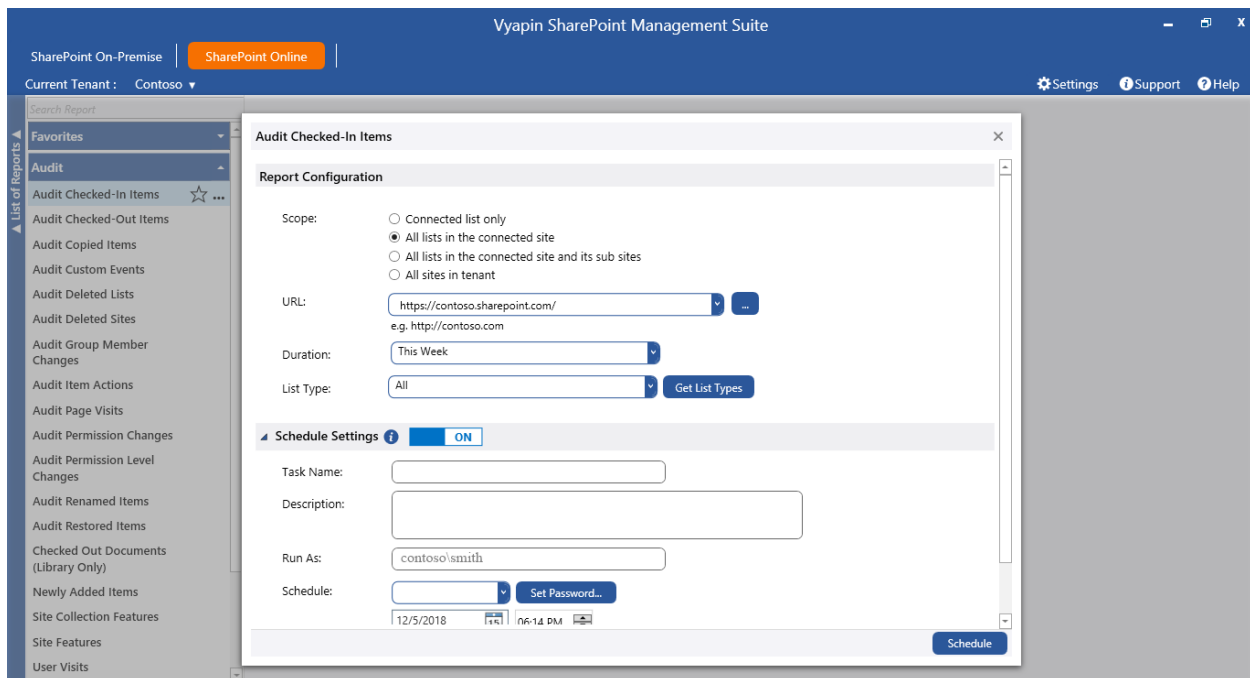 Vyapin SharePoint Management Suite
SharePoint On-Premise
SharePoint Online
Current Tenant :
Contoso
Settings
Support
Help
Search Report
List of Reports
Favorites
Audit
Audit Checked-In Items
...
Audit Checked-Out Items
Audit Copied Items
Audit Custom Events
Audit Deleted Lists
Audit Deleted Sites
Audit Group Member
Changes
Audit Item Actions
Audit Page Visits
Audit Permission Changes
Audit Permission Level
Changes
Audit Renamed Items
Audit Restored Items
Checked Out Documents
(Library Only)
Newly Added Items
Site Collection Features
Site Features
User Visits
Audit Checked-In Items
Report Configuration
Scope:
Connected list only
All lists in the connected site
All lists in the connected site and its sub sites
All sites in tenant
URL:
https://contoso.sharepoint.com/
...
e.g. http://contoso.com
Duration:
This Week
List Type:
All
Get List Types
Schedule Settings
ON
Task Name:
Description:
Run As:
contoso\smith
Schedule:
Set Password...
12/5/2018
15
06:14 PM
Schedule